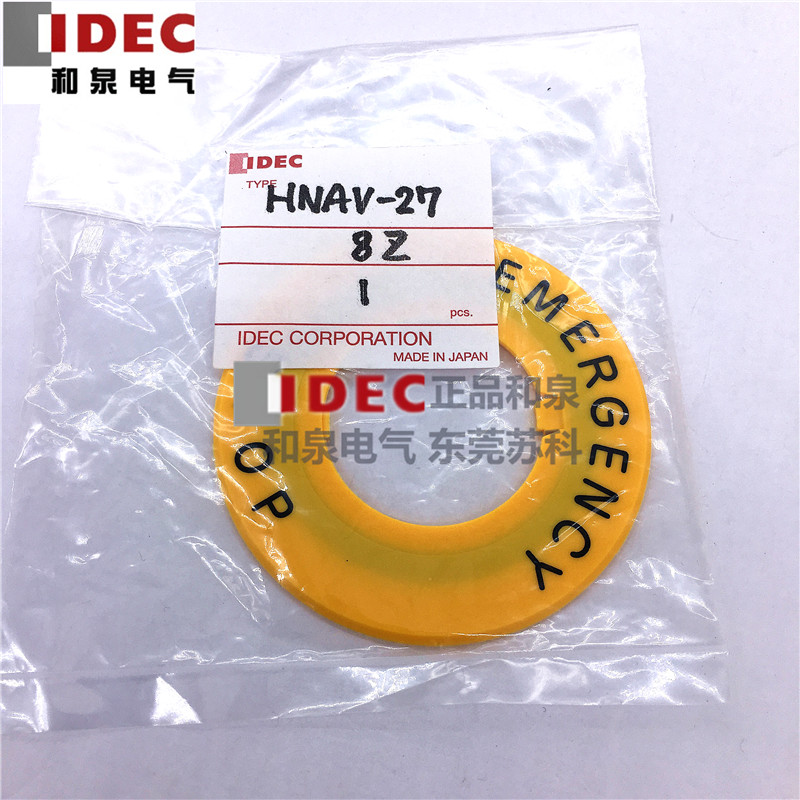 IDEC
和泉电气
IDEC
TYPE
HNAV-27
8Z
1
pcs.
IDEC CORPORATION
MADE IN JAPAN
EMERGENCY
OP
IDEC正品和泉
和泉电气 东莞苏科